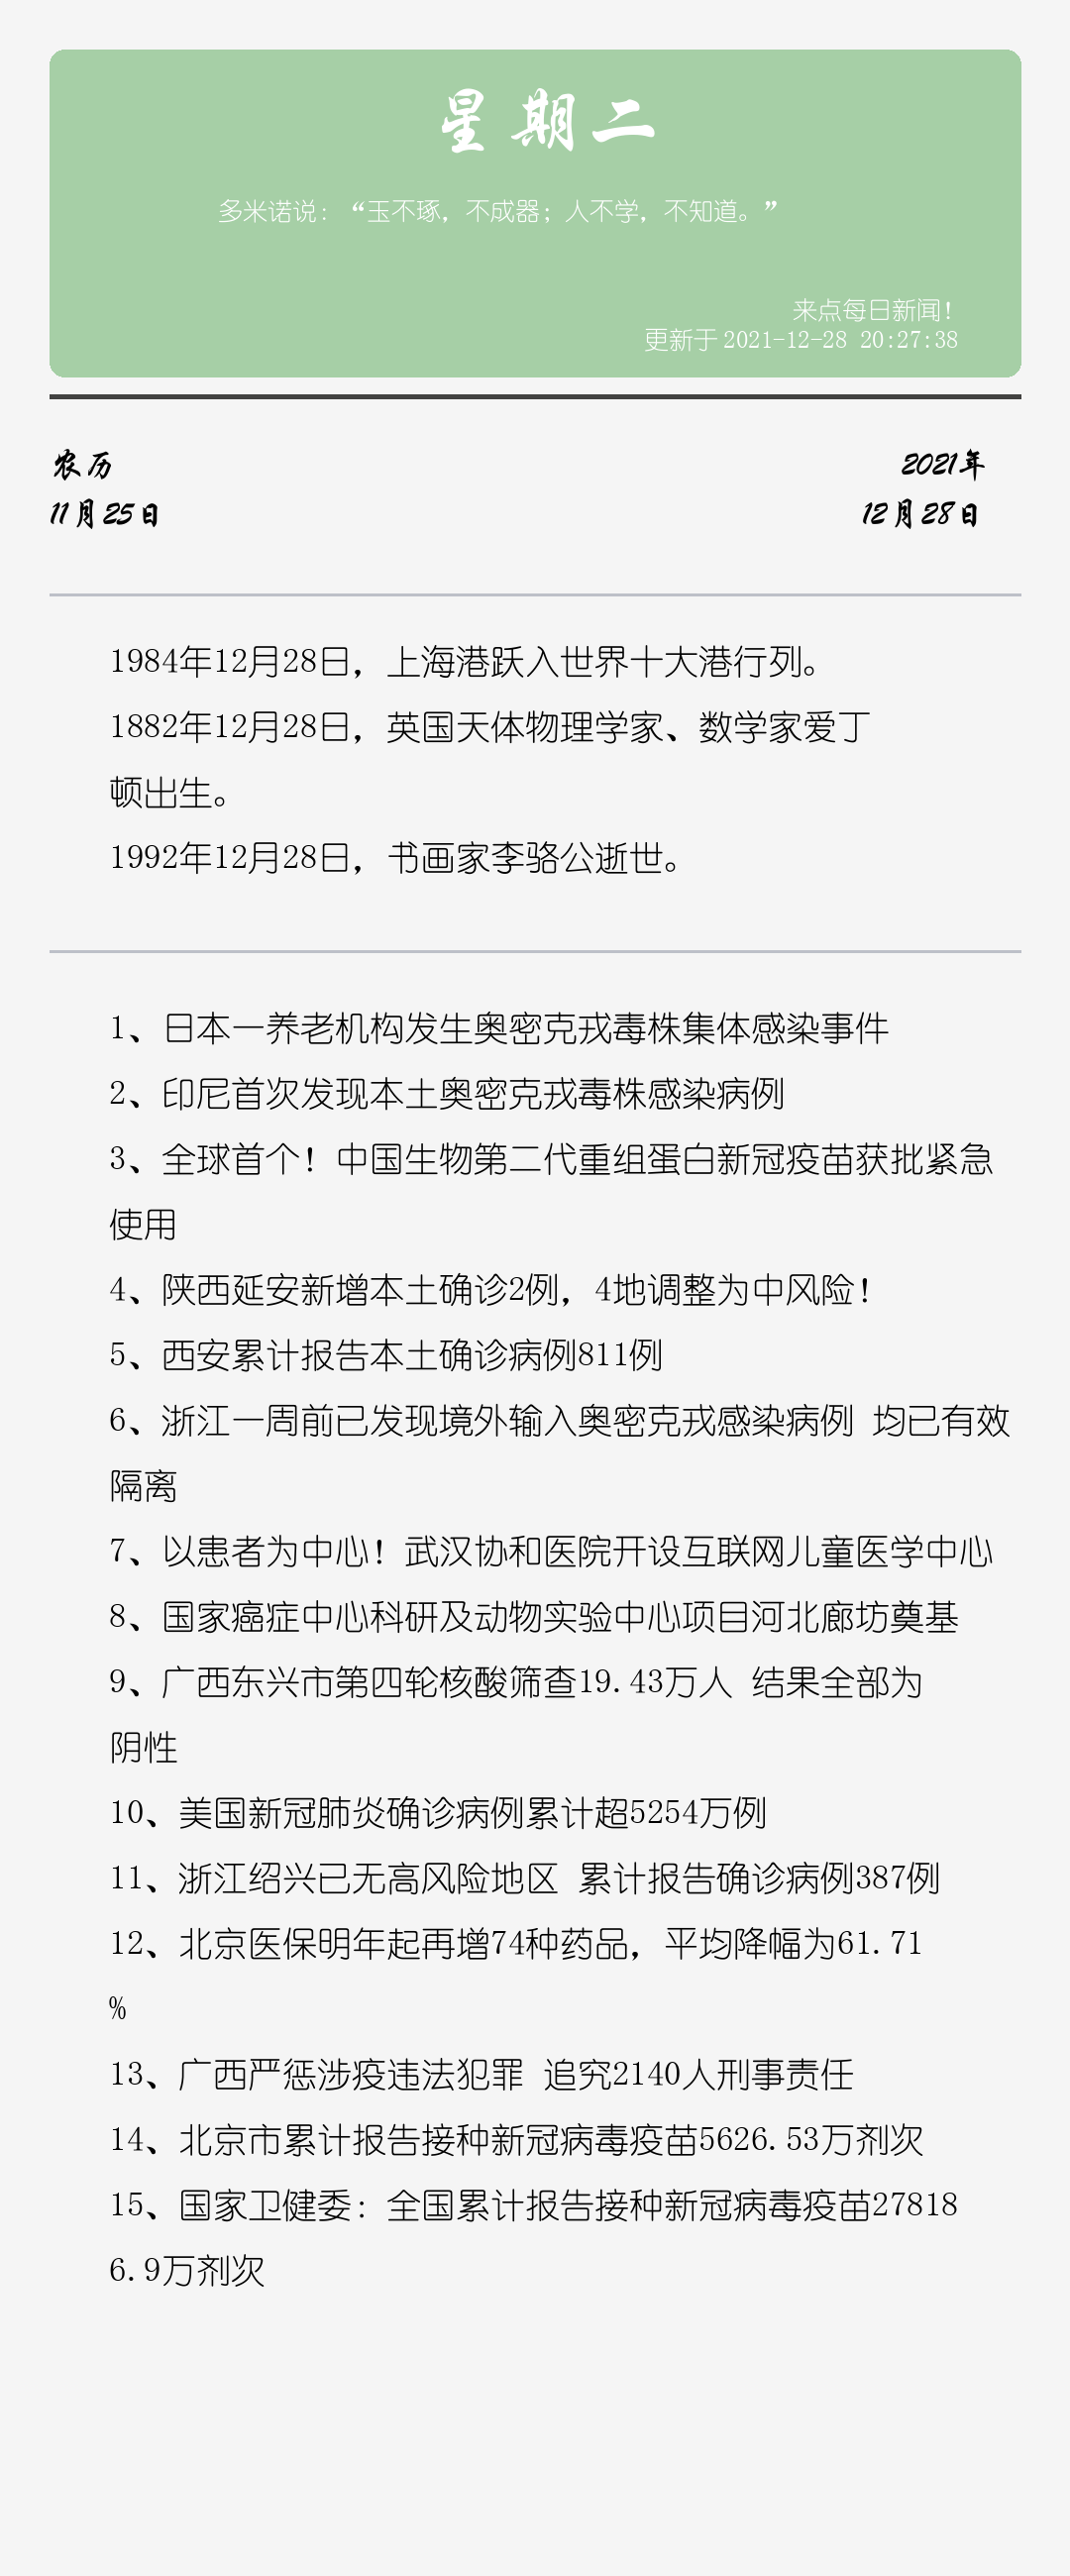 星期二
多米诺说：“玉不琢，不成器；人不学，不知道。”
来点每日新闻！
更新于 2021-12-28 20:27:38
农历
2021年
11月25日
12月28日
1984年12月28日，上海港跃入世界十大港行列。
1882年12月28日，英国天体物理学家、数学家爱丁
顿出生。
1992年12月28日，书画家李骆公逝世。
1、日本一养老机构发生奥密克戎毒株集体感染事件
2、印尼首次发现本土奥密克戎毒株感染病例
3、全球首个！中国生物第二代重组蛋白新冠疫苗获批紧急
使用
4、陕西延安新增本土确诊2例，4地调整为中风险！
5、西安累计报告本土确诊病例811例
6、浙江一周前已发现境外输入奥密克戎感染病例 均已有效
隔离
7、以患者为中心！武汉协和医院开设互联网儿童医学中心
8、国家癌症中心科研及动物实验中心项目河北廊坊奠基
9、广西东兴市第四轮核酸筛查19.43万人 结果全部为
阴性
10、美国新冠肺炎确诊病例累计超5254万例
11、浙江绍兴已无高风险地区 累计报告确诊病例387例
12、北京医保明年起再增74种药品，平均降幅为61.71
%
13、广西严惩涉疫违法犯罪 追究2140人刑事责任
14、北京市累计报告接种新冠病毒疫苗5626.53万剂次
15、国家卫健委：全国累计报告接种新冠病毒疫苗27818
6.9万剂次